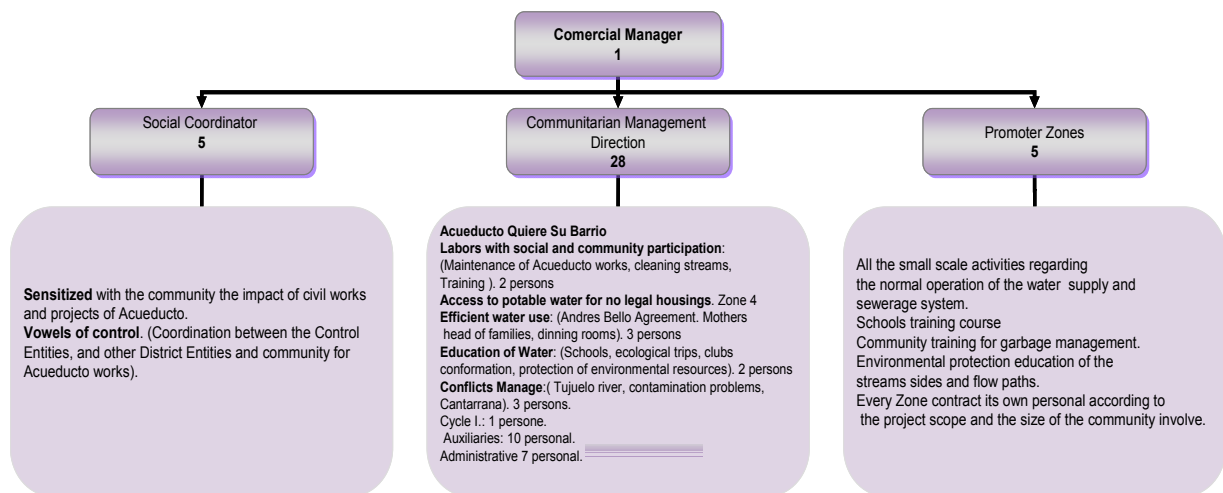 Comercial Manager
1
Social Coordinator
5
Communitarian Management
Direction
28
Promoter Zones
5
Sensitized with the community the impact of civil works
and projects of Acueducto.
Vowels of control. (Coordination between the Control
Entities, and other District Entities and community for
Acueducto works).
Acueducto Quiere Su Barrio
Labors with social and community participation:
(Maintenance of Acueducto works, cleaning streams,
Training ). 2 persons
Access to potable water for no legal housings. Zone 4
Efficient water use: (Andres Bello Agreement. Mothers
head of families, dinning rooms). 3 persons
Education of Water: (Schools, ecological trips, clubs
conformation, protection of environmental resources). 2 persons
Conflicts Manage:( Tujuelo river, contamination problems,
Cantarrana). 3 persons.
Cycle I.: 1 persone.
Auxiliaries: 10 personal.
Administrative 7 personal.
All the small scale activities regarding
the normal operation of the water supply and
sewerage system.
Schools training course
Community training for garbage management.
Environmental protection education of the
streams sides and flow paths.
Every Zone contract its own personal according to
the project scope and the size of the community involve.